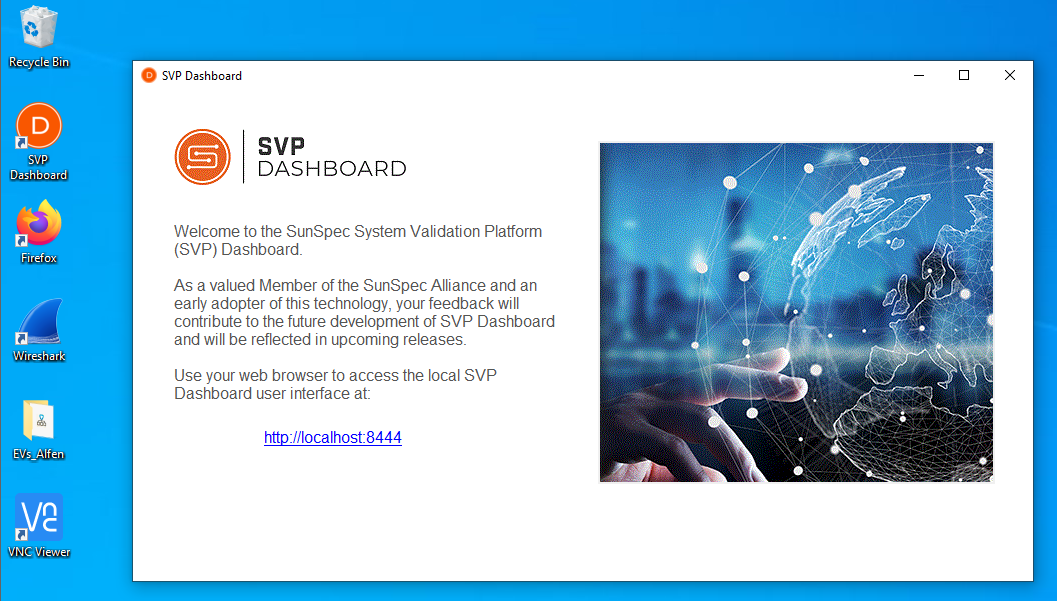 Recycle Bin
D
SVP
Dashboard
Firefox
Wireshark
EVs_Alfen
VNC
VNC Viewer
D
SVP Dashboard
SVP
DASHBOARD
Welcome to the SunSpec System Validation Platform
(SVP) Dashboard.
As a valued Member of the SunSpec Alliance and an
early adopter of this technology, your feedback will
contribute to the future development of SVP Dashboard
and will be reflected in upcoming releases.
Use your web browser to access the local SVP
Dashboard user interface at:
http://localhost:8444